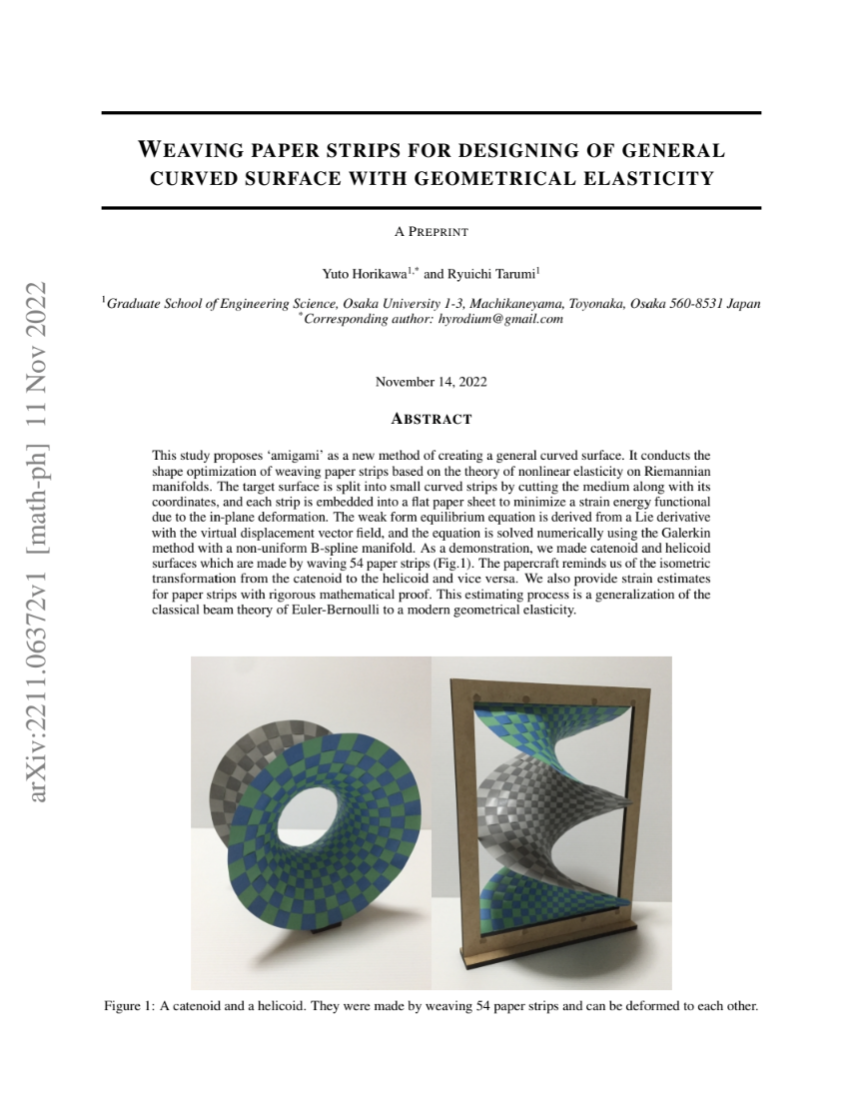 WEAVING PAPER STRIPS FOR DESIGNING OF GENERAL
CURVED SURFACE WITH GEOMETRICAL ELASTICITY
A PREPRINT
Yuto Horikawa1,* and Ryuichi Tarumi1
1Graduate School of Engineering Science, Osaka University 1-3, Machikaneyama, Toyonaka, Osaka 560-8531 Japan
*Corresponding author: hyrodium@gmail.com
November 14, 2022
ABSTRACT
This study proposes ‘amigami’ as a new method of creating a general curved surface. It conducts the
shape optimization of weaving paper strips based on the theory of nonlinear elasticity on Riemannian
manifolds. The target surface is split into small curved strips by cutting the medium along with its
coordinates, and each strip is embedded into a flat paper sheet to minimize a strain energy functional
due to the in-plane deformation. The weak form equilibrium equation is derived from a Lie derivative
with the virtual displacement vector field, and the equation is solved numerically using the Galerkin
method with a non-uniform B-spline manifold. As a demonstration, we made catenoid and helicoid
surfaces which are made by waving 54 paper strips (Fig.1). The papercraft reminds us of the isometric
transformation from the catenoid to the helicoid and vice versa. We also provide strain estimates
for paper strips with rigorous mathematical proof. This estimating process is a generalization of the
classical beam theory of Euler-Bernoulli to a modern geometrical elasticity.
Figure 1: A catenoid and a helicoid. They were made by weaving 54 paper strips and can be deformed to each other.
arXiv:2211.06372v1 [math-ph] 11 Nov 2022